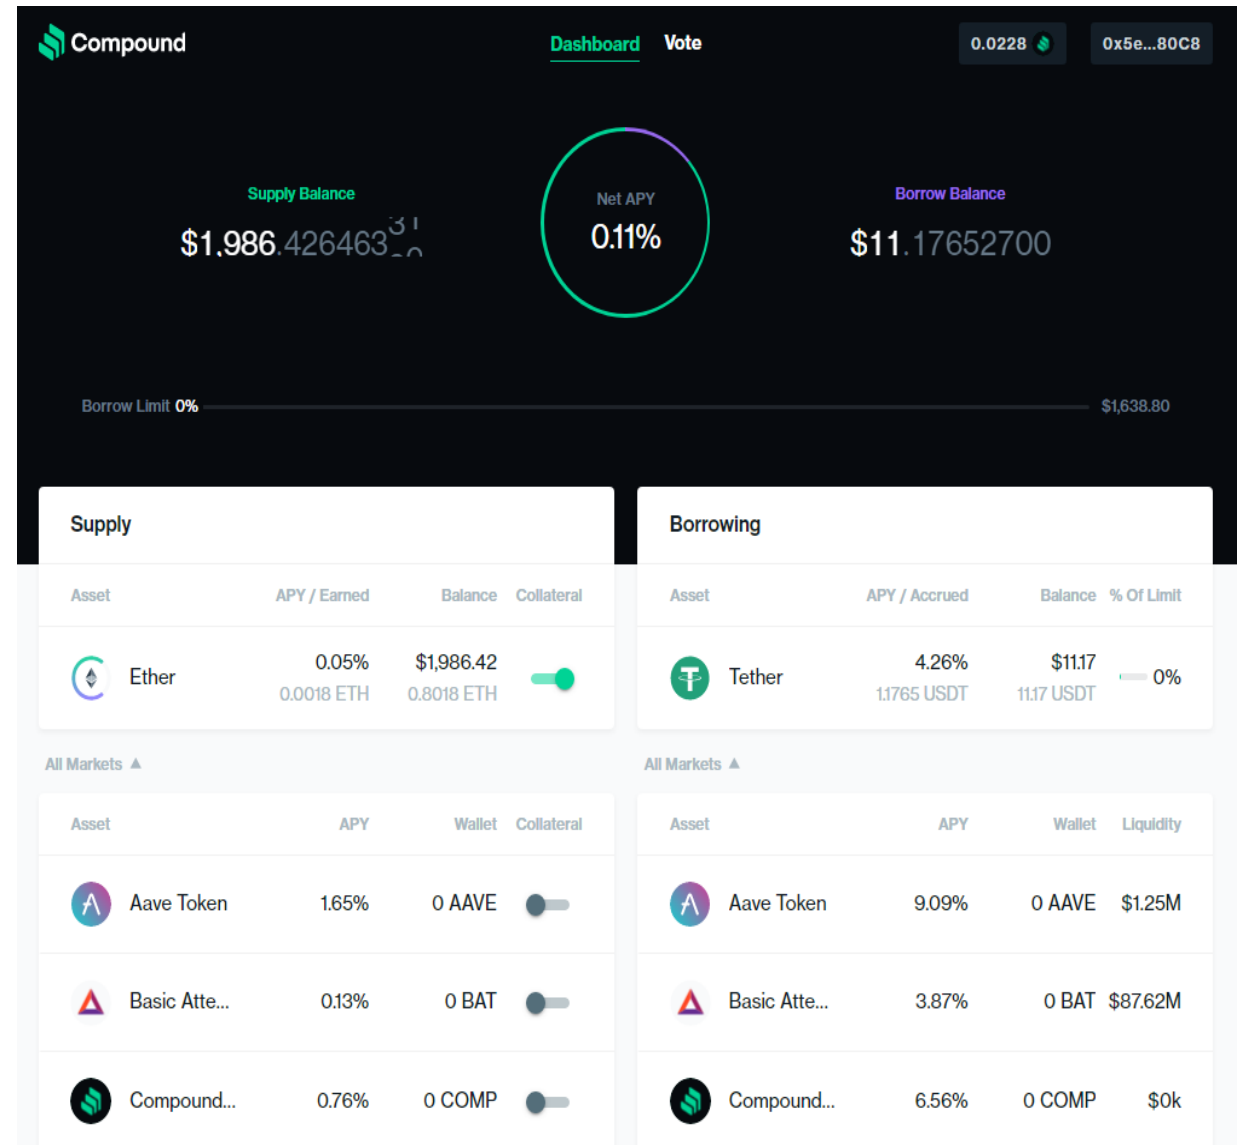 Compound
Dashboard Vote
0.0228
0x5e...80C8
Supply Balance
$1,986.426463
Net APY
0.11%
Borrow Balance
$11.17652700
Borrow Limit 0%
$1,638.80
Supply
Asset APY / Earned Balance Collateral
Ether 0.05% $1,986.42
0.0018 ETH 0.8018 ETH
All Markets ▲
Asset APY Wallet Collateral
Aave Token 1.65% 0 AAVE
Basic Atte... 0.13% 0 BAT
Compound... 0.76% 0 COMP
Borrowing
Asset APY / Accrued Balance % Of Limit
Tether 4.26% $11.17 0%
1.1765 USDT 11.17 USDT
All Markets ▲
Asset APY Wallet Liquidity
Aave Token 9.09% 0 AAVE $1.25M
Basic Atte... 3.87% 0 BAT $87.62M
Compound... 6.56% 0 COMP $0k